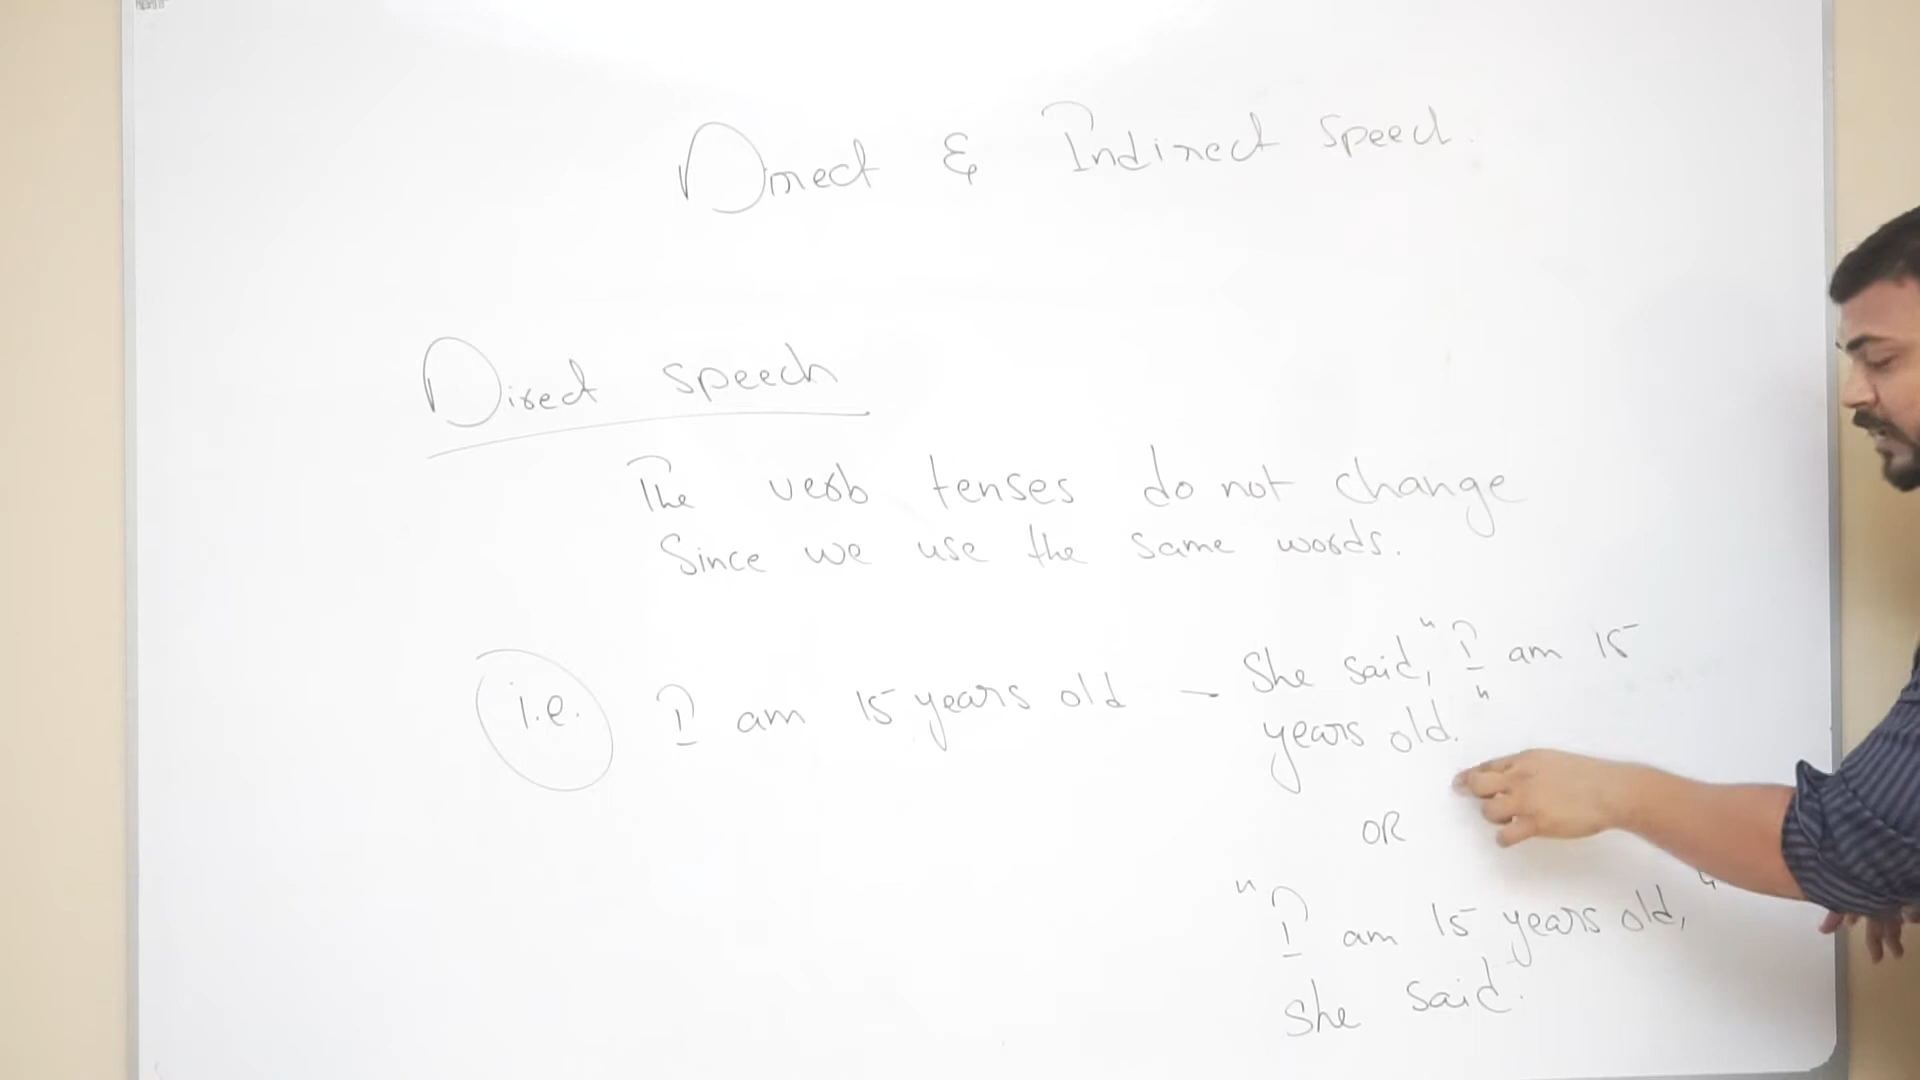 Direct & Indirect Speech.
Direct speech
The verb tenses do not change
Since we use the same words.
i.e. I am 15 years old – She said, "I am 15
years old."
OR
"I am 15 years old,"
she said.